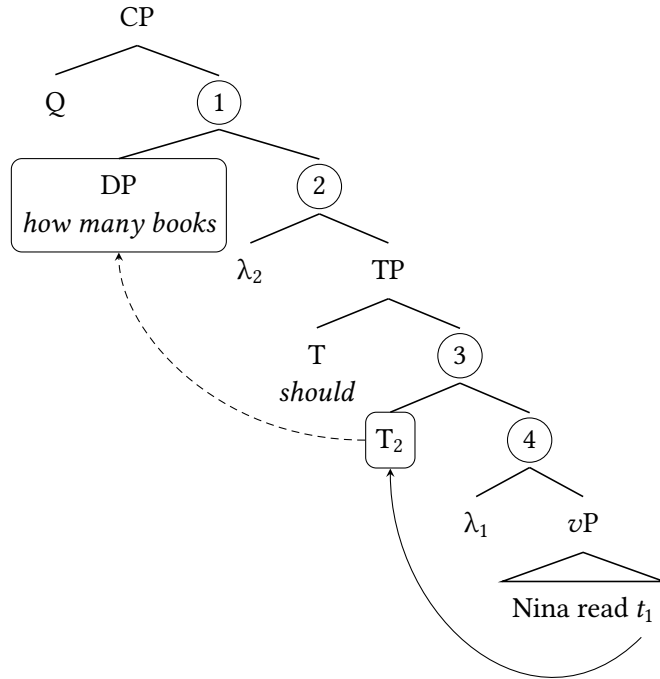 CP
Q
1
DP
how many books
2
λ₂
TP
T
should
3
T₂
4
λ₁
vP
Nina read t₁